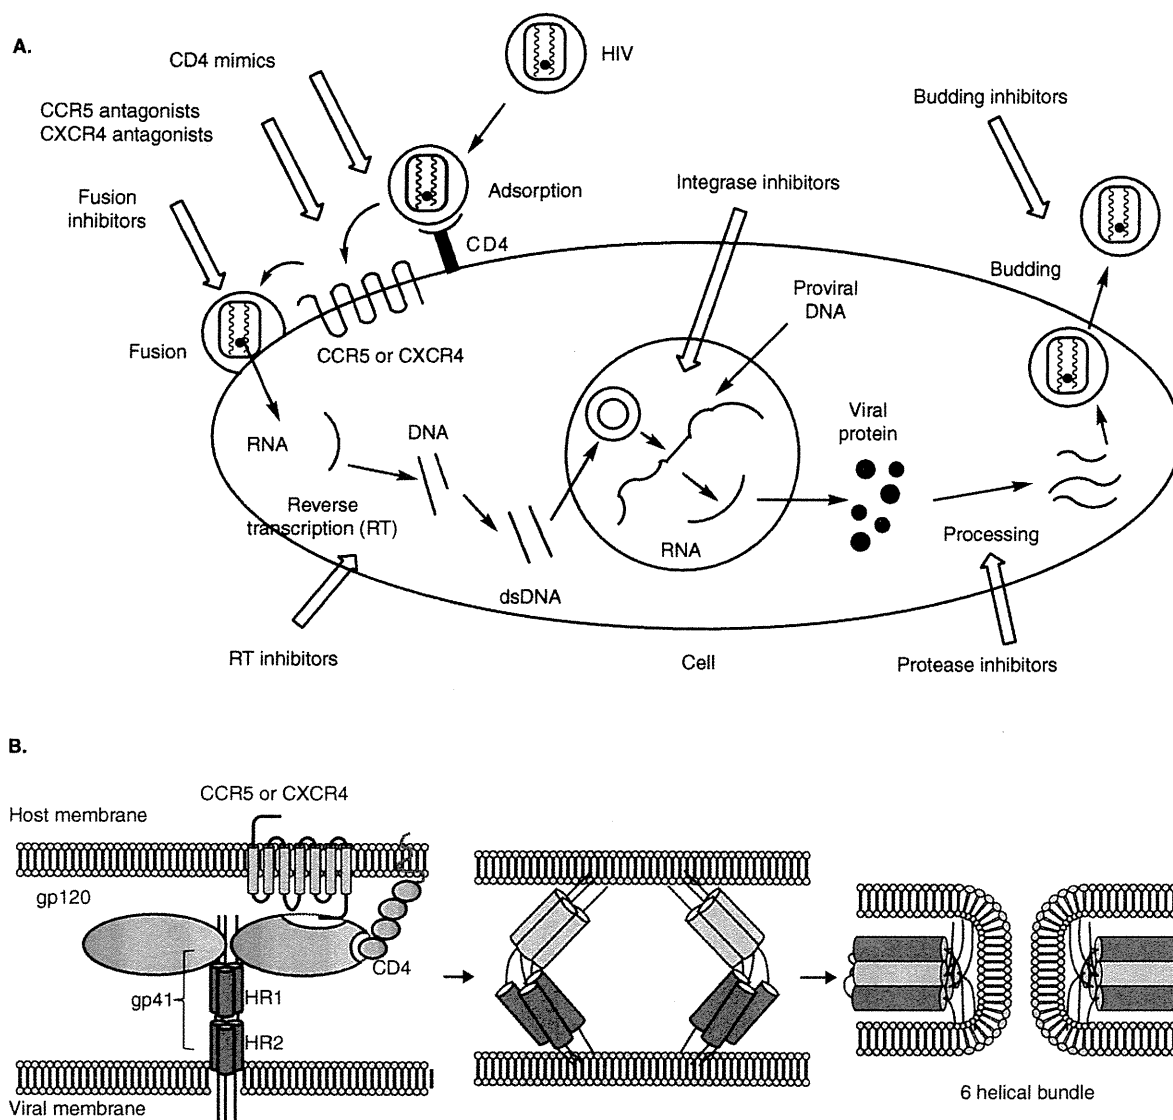 A.
HIV
CD4 mimics
CCR5 antagonists
CXCR4 antagonists
Budding inhibitors
Fusion
inhibitors
Adsorption
Integrase inhibitors
CD4
Budding
Proviral
DNA
Fusion
CCR5 or CXCR4
RNA
DNA
Viral
protein
Reverse
transcription (RT)
RNA
Processing
dsDNA
RT inhibitors
Cell
Protease inhibitors
B.
CCR5 or CXCR4
Host membrane
gp120
CD4
gp41
HR1
HR2
6 helical bundle
Viral membrane